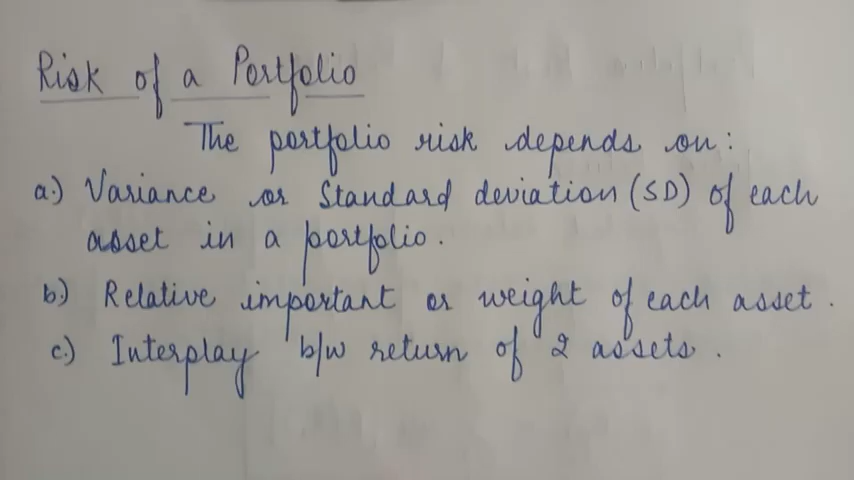 Risk of a Portfolio
The portfolio risk depends on:
a.) Variance or Standard deviation (SD) of each
asset in a portfolio.
b.) Relative important or weight of each asset.
c.) Interplay b/w return of 2 assets.